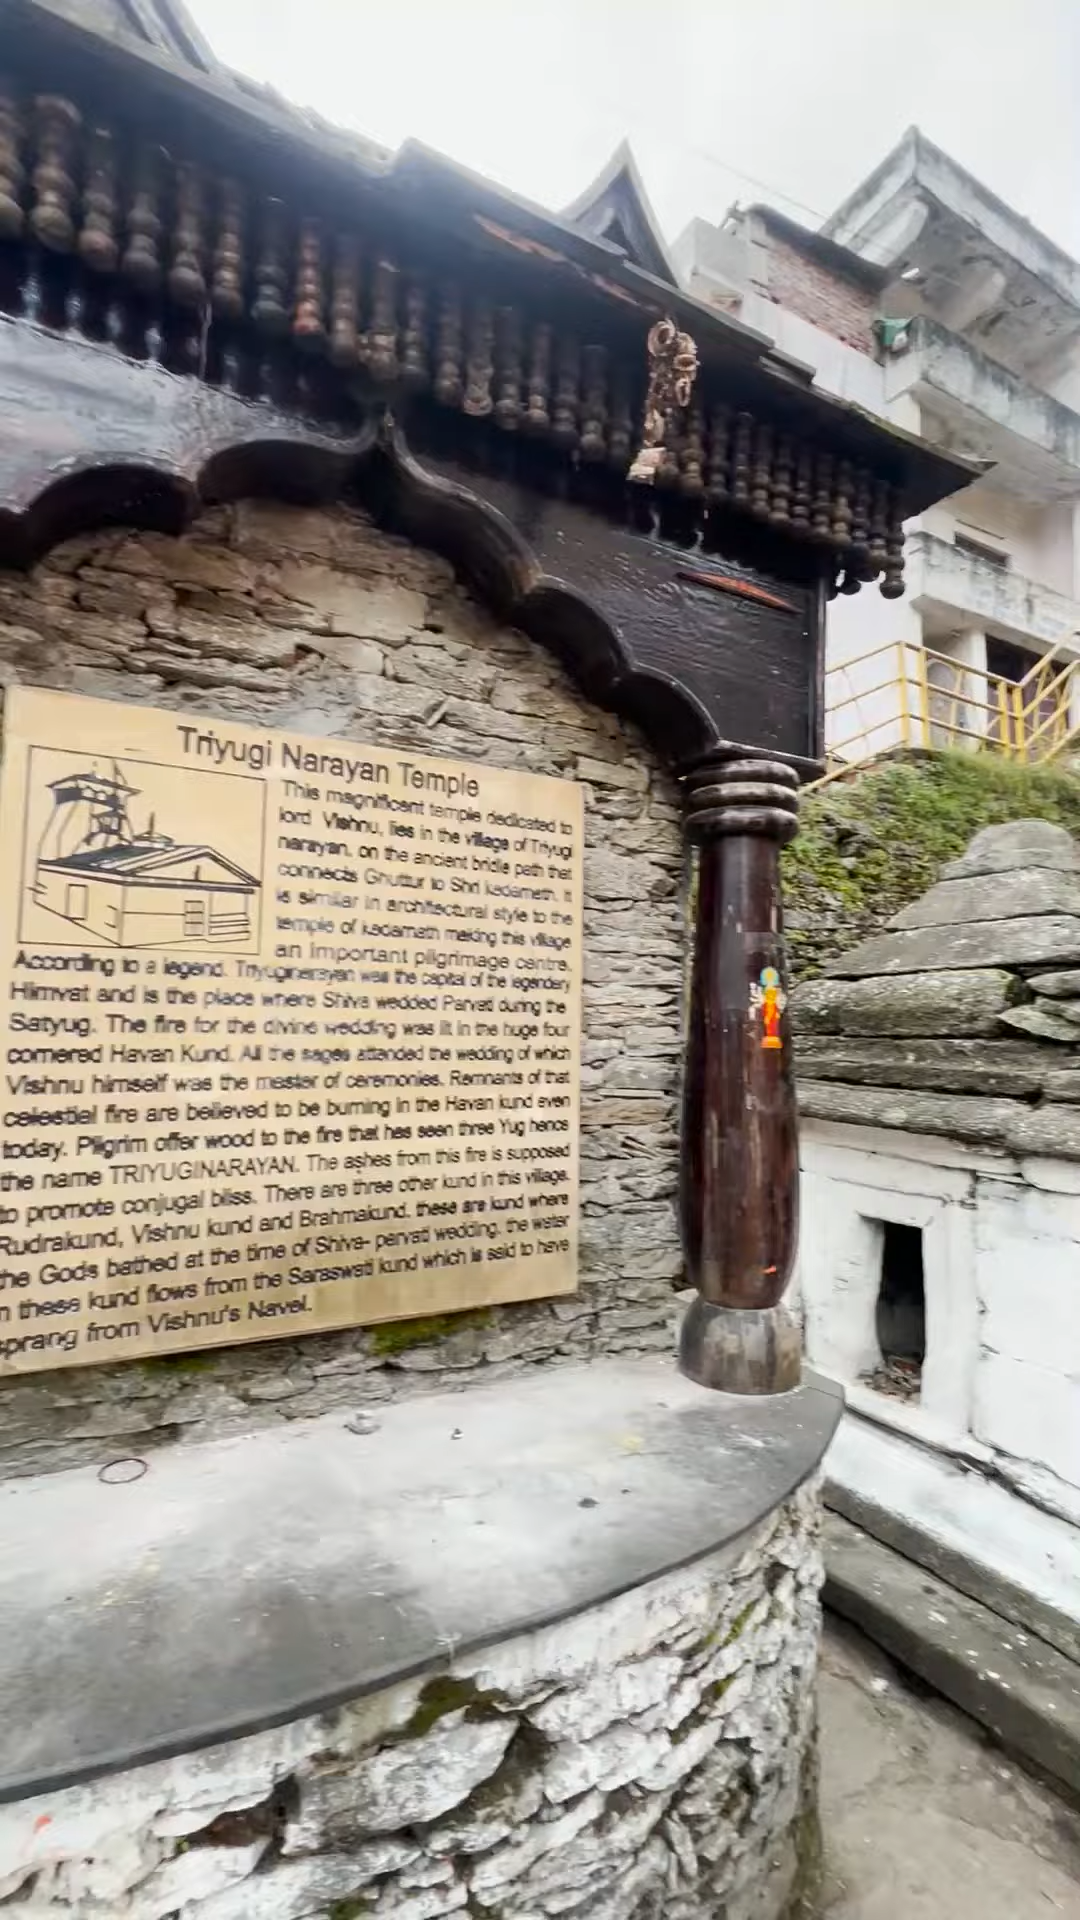 Triyugi Narayan Temple
This magnificent temple dedicated to
lord Vishnu, lies in the village of Triyugi
narayan, on the ancient bridle path that
connects Ghuttur to Shri kedarnath. It
is similar in architectural style to the
temple of kedarnath making this village
an important pilgrimage centre.
According to a legend. Triyuginarayan was the capital of the legendary
Himvat and is the place where Shiva wedded Parvati during the
Satyug. The fire for the divine wedding was lit in the huge four
cornered Havan Kund. All the sages attended the wedding of which
Vishnu himself was the master of ceremonies. Remnants of that
celestial fire are believed to be burning in the Havan kund even
today. Pilgrim offer wood to the fire that has seen three Yug hence
the name TRIYUGINARAYAN. The ashes from this fire is supposed
to promote conjugal bliss. There are three other kund in this village.
Rudrakund, Vishnu kund and Brahmakund. these are kund where
the Gods bathed at the time of Shiva- parvati wedding. the water
n these kund flows from the Saraswati kund which is said to have
sprang from Vishnu's Navel.